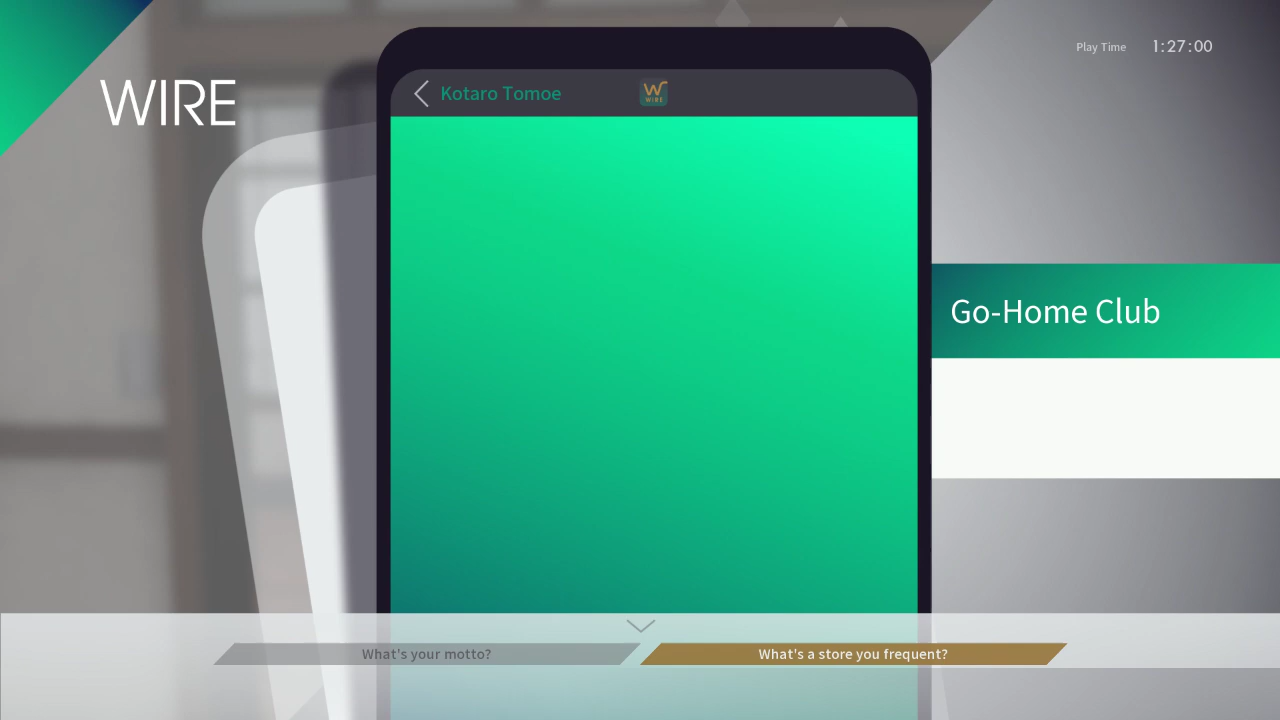 WIRE
Kotaro Tomoe
W
WIRE
Play Time 1:27:00
Go-Home Club
What's your motto?
What's a store you frequent?